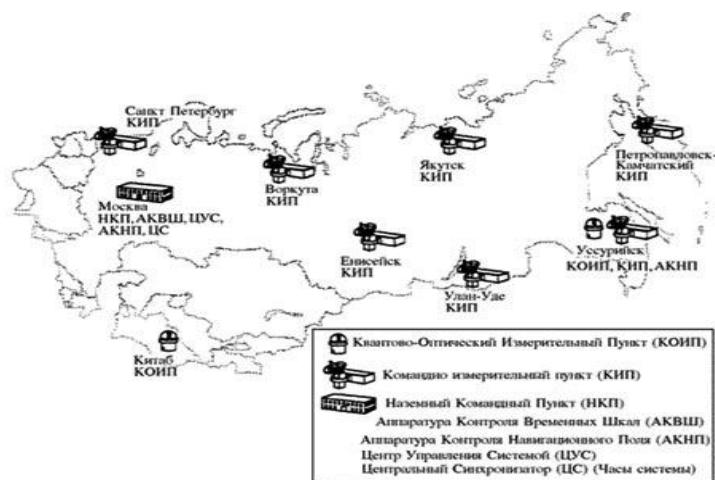 Санкт Петербург
КИП
Москва
НКП, АКВШ, ЦУС,
АКНП, ЦС
Воркута
КИП
Якутск
КИП
Петропавловск-
Камчатский
КИП
Енисейск
КИП
Улан-Удэ
КИП
Уссурийск
КОИП, КИП, АКНП
Китаб
КОИП
Квантово-Оптический Измерительный Пункт (КОИП)
Командно измерительный пункт (КИП)
Наземный Командный Пункт (НКП)
Аппаратура Контроля Временных Шкал (АКВШ)
Аппаратура Контроля Навигационного Поля (АКНП)
Центр Управления Системой (ЦУС)
Центральный Синхронизатор (ЦС) (Часы системы)